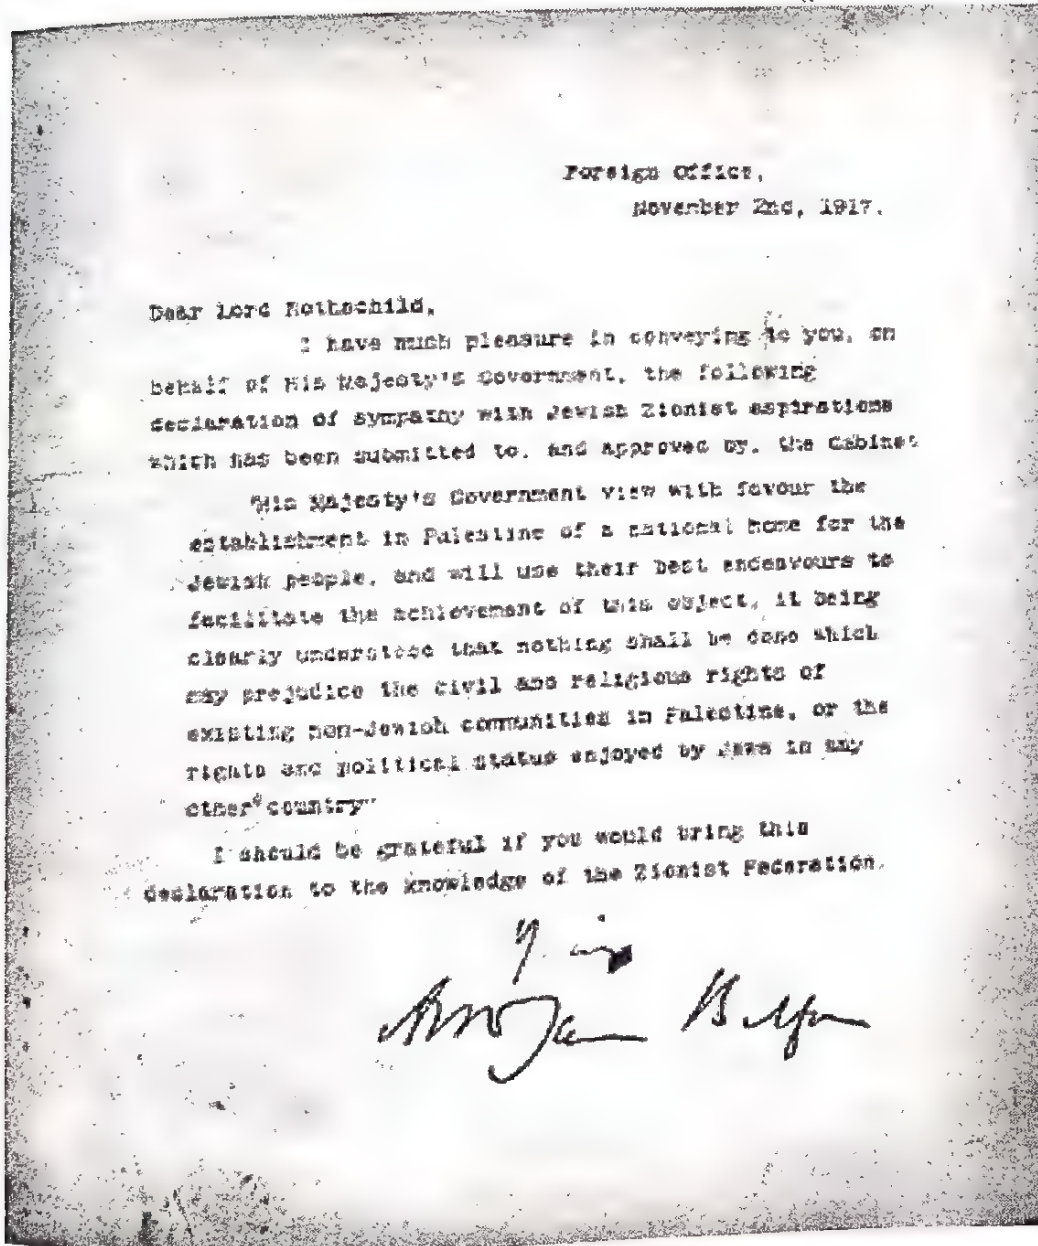 Foreign Office,
November 2nd, 1917.
Dear Lord Rothschild,
I have much pleasure in conveying to you, on
behalf of His Majesty's Government, the following
declaration of sympathy with Jewish Zionist aspirations
which has been submitted to, and approved by, the Cabinet
"His Majesty's Government view with favour the
establishment in Palestine of a national home for the
Jewish people, and will use their best endeavours to
facilitate the achievement of this object, it being
clearly understood that nothing shall be done which
may prejudice the civil and religious rights of
existing non-Jewish communities in Palestine, or the
rights and political status enjoyed by Jews in any
other country"
I should be grateful if you would bring this
declaration to the knowledge of the Zionist Federation.
Arthur James Balfour